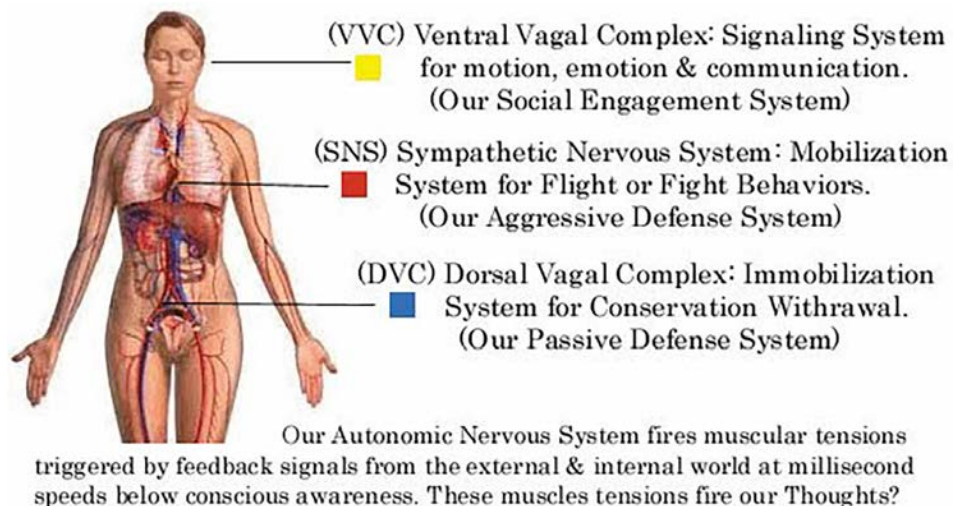 (VVC) Ventral Vagal Complex: Signaling System
for motion, emotion & communication.
(Our Social Engagement System)
(SNS) Sympathetic Nervous System: Mobilization
System for Flight or Fight Behaviors.
(Our Aggressive Defense System)
(DVC) Dorsal Vagal Complex: Immobilization
System for Conservation Withrawal.
(Our Passive Defense System)
Our Autonomic Nervous System fires muscular tensions
triggered by feedback signals from the external & internal world at millisecond
speeds below conscious awareness. These muscles tensions fire our Thoughts?